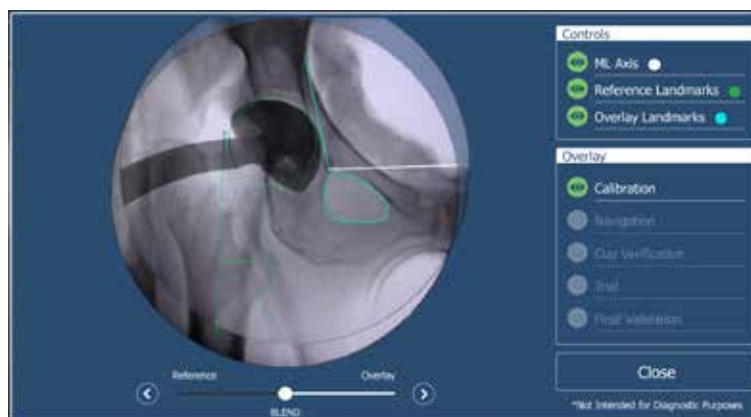 Controls
ML Axis
Reference Landmarks
Overlay Landmarks
Overlay
Calibration
Navigation
Cup Verification
Trial
Final Validation
Reference Overlay
BLEND
Close
*Not Intended for Diagnostic Purposes